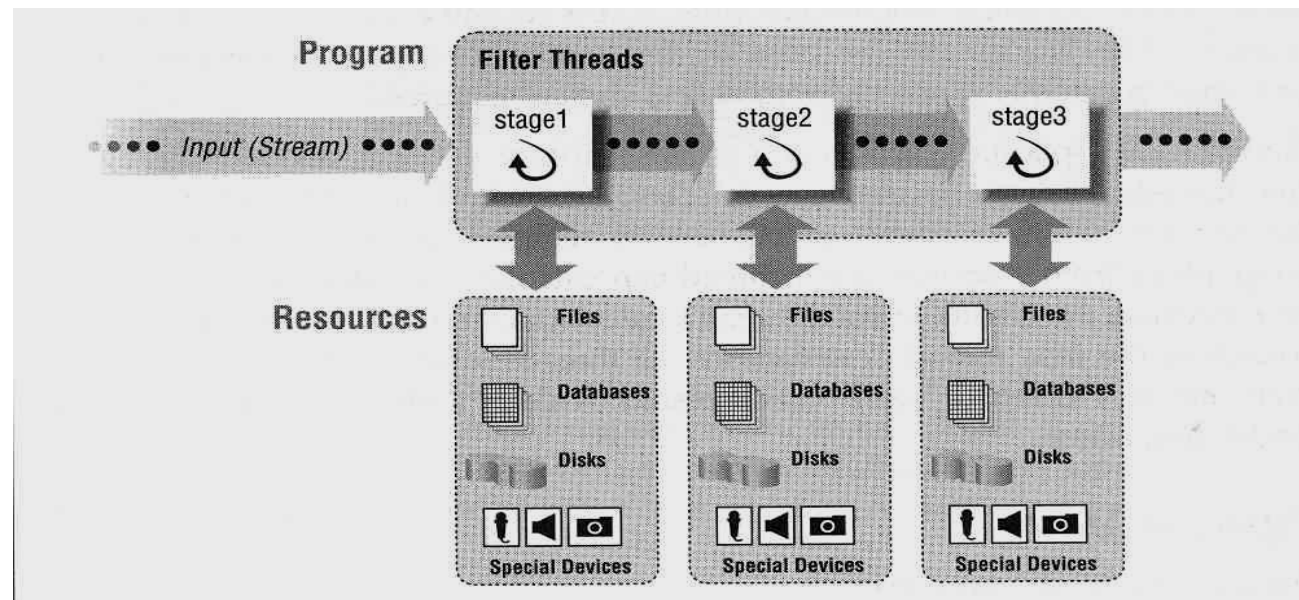 Program
Filter Threads
Input (Stream)
stage1
stage2
stage3
Resources
Files
Databases
Disks
Special Devices
Files
Databases
Disks
Special Devices
Files
Databases
Disks
Special Devices